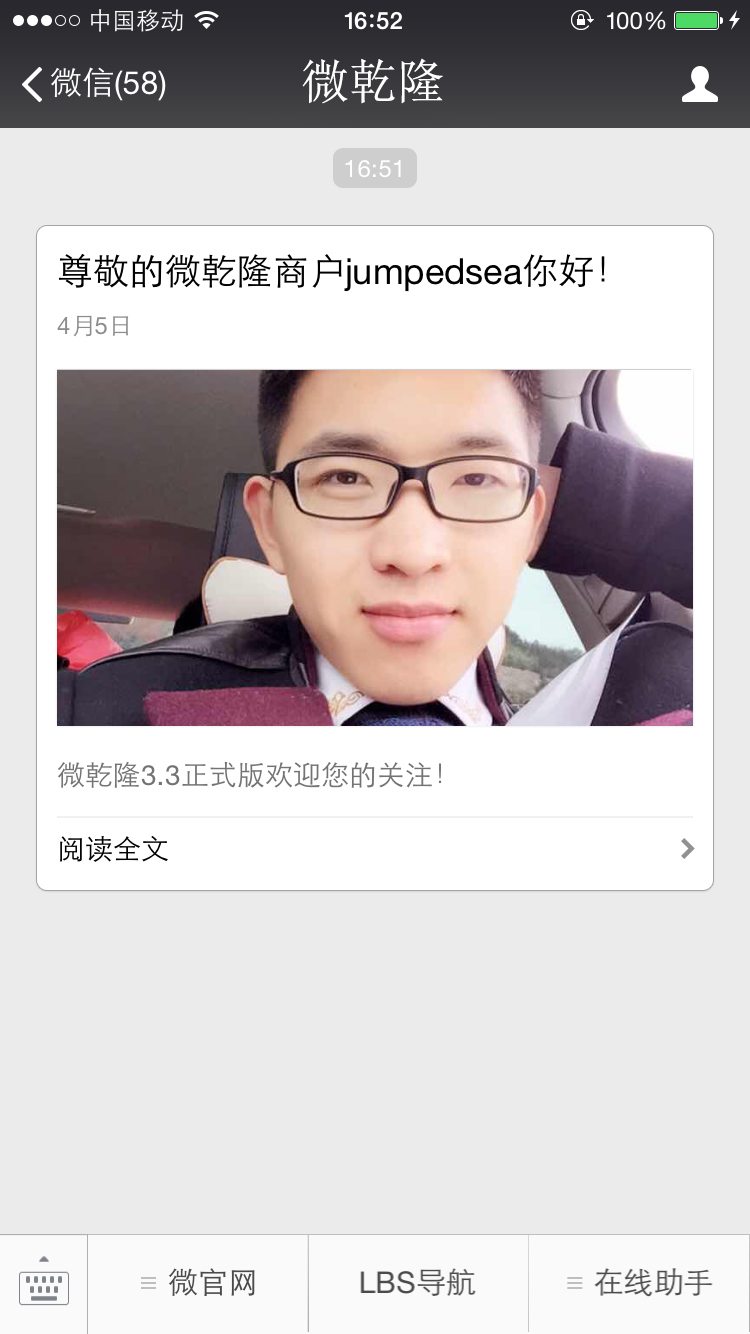 中国移动 16:52 100%
微信(58) 微乾隆
16:51
尊敬的微乾隆商户jumpedsea你好！
4月5日
微乾隆3.3正式版欢迎您的关注！
阅读全文
微官网 LBS导航 在线助手